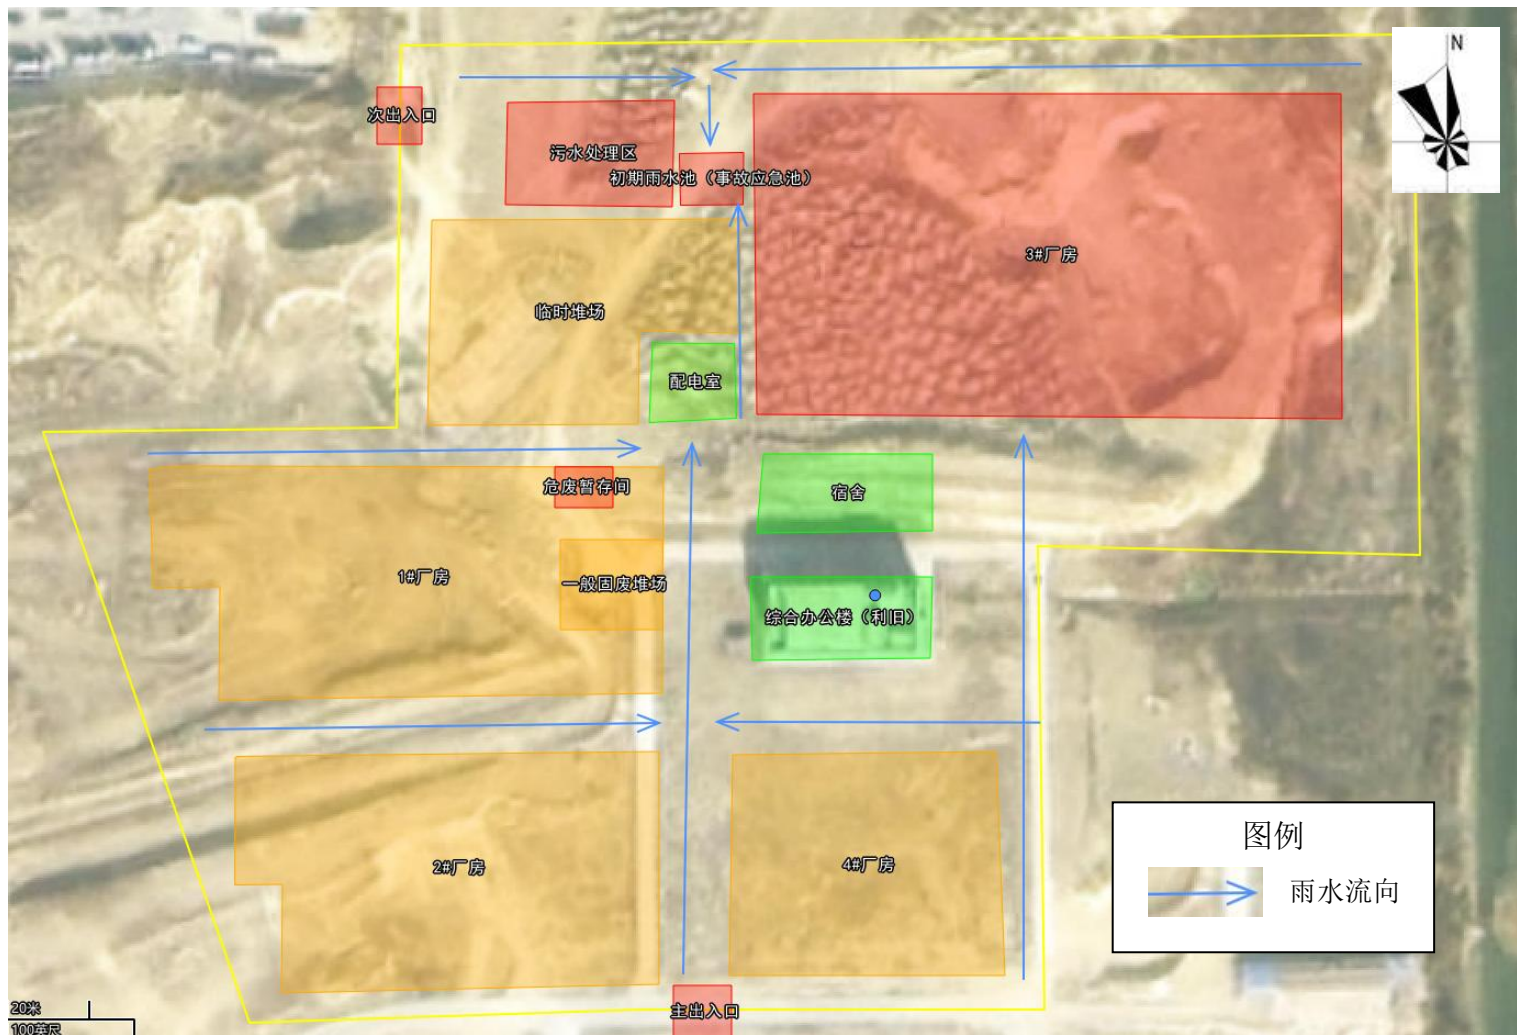 N
次出入口
污水处理区
初期雨水池（事故应急池）
3#厂房
临时堆场
配电室
危废暂存间
宿舍
1#厂房
一般固废堆场
综合办公楼（利旧）
2#厂房
4#厂房
图例
雨水流向
主出入口
20米
100英尺